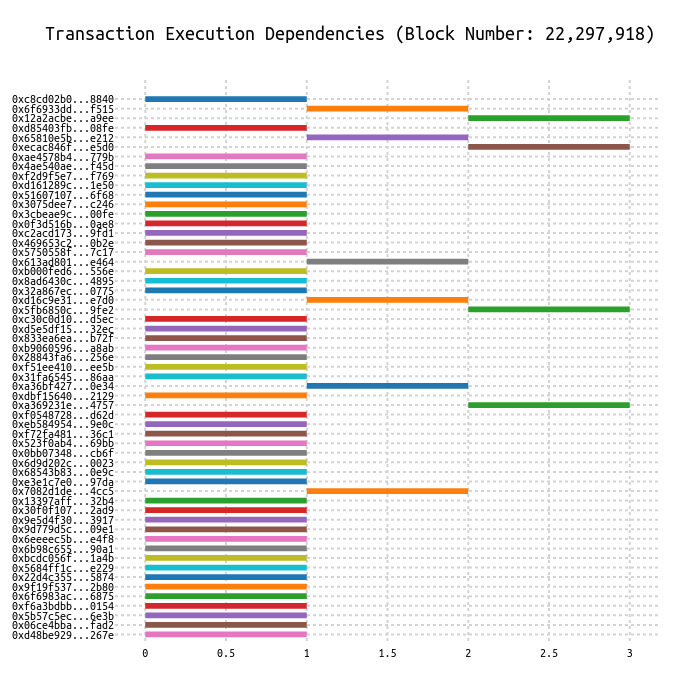 Transaction Execution Dependencies (Block Number: 22,297,918)
0xc8cd02b0...8840
0x6f6933dd...f515
0x12a2acbe...a9ee
0xd85403fb...08fe
0x65810e5b...e212
0xecac846f...e5d0
0xae4578b4...779b
0x4ae540ae...f45d
0xf2d9f5e7...f769
0xd161289c...1e50
0x51607107...6f68
0x3075dee7...c246
0x3cbeae9c...00fe
0x0f3d516b...0ae8
0xc2acd173...9fd1
0x469653c2...0b2e
0x5750558f...7c17
0x613ad801...e464
0xb000fed6...556e
0x8ad6430c...4895
0x32a867ec...0775
0xd16c9e31...e7d0
0x5fb6850c...9fe2
0xc30c0d10...d5ec
0xd5e5df15...32ec
0x833ea6ea...b72f
0xb9060596...a8ab
0x28843fa6...256e
0xf51ee410...ee5b
0x31fa6545...86aa
0xa36bf427...0e34
0xdbf15640...2129
0xa369231e...4757
0xf0548728...d62d
0xeb584954...9e0c
0xf72fa481...36c1
0x523f0ab4...69bb
0x0bb07348...cb6f
0x6d9d202c...0023
0x68543b83...0e9c
0xe3e1c7e0...97da
0x7082d1de...4cc5
0x13397aff...32b4
0x30f0f107...2ad9
0x9e5d4f30...3917
0x9d779d5c...09e1
0x6eeeec5b...e4f8
0x6b98c655...90a1
0xbcdc056f...1a4b
0x5684ff1c...e229
0x22d4c355...5874
0x9f19f537...2b80
0x6f6983ac...6875
0xf6a3bdbb...0154
0x5b57c5ec...6e3b
0x06ce4bba...fad2
0xd48be929...267e
0 0.5 1 1.5 2 2.5 3